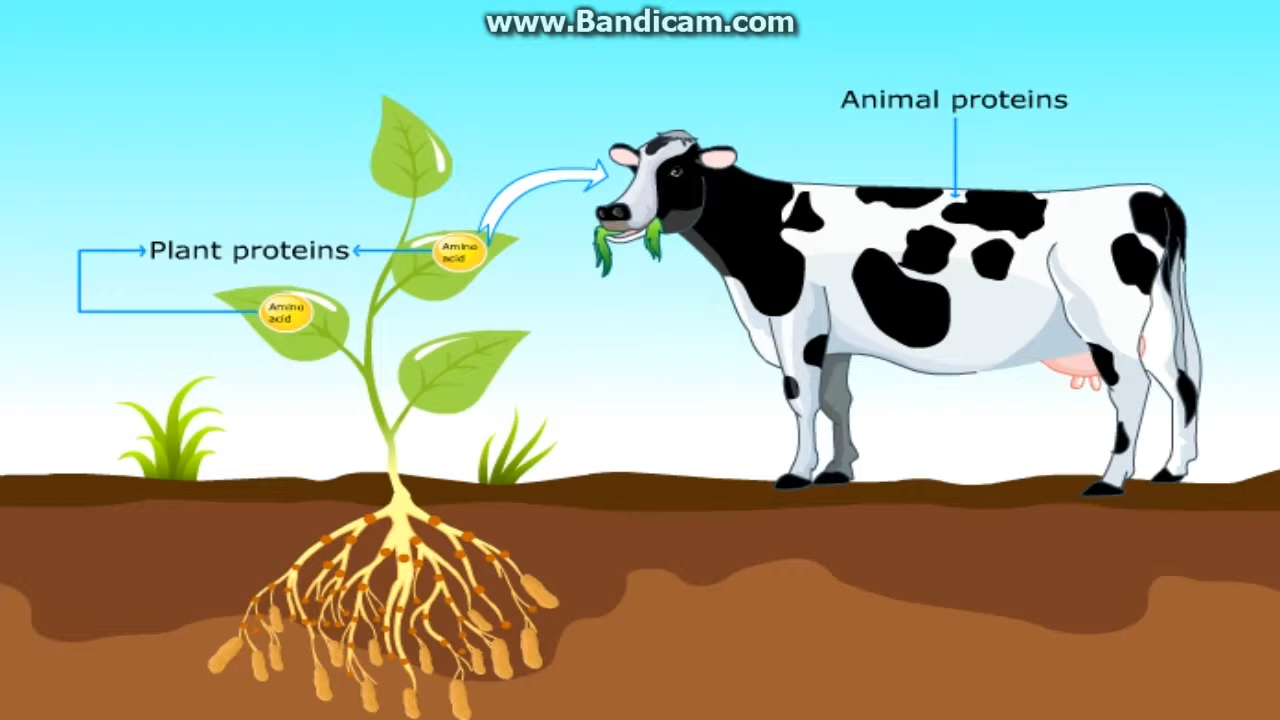 www.Bandicam.com
Animal proteins
Plant proteins
Amino
acid
Amino
acid